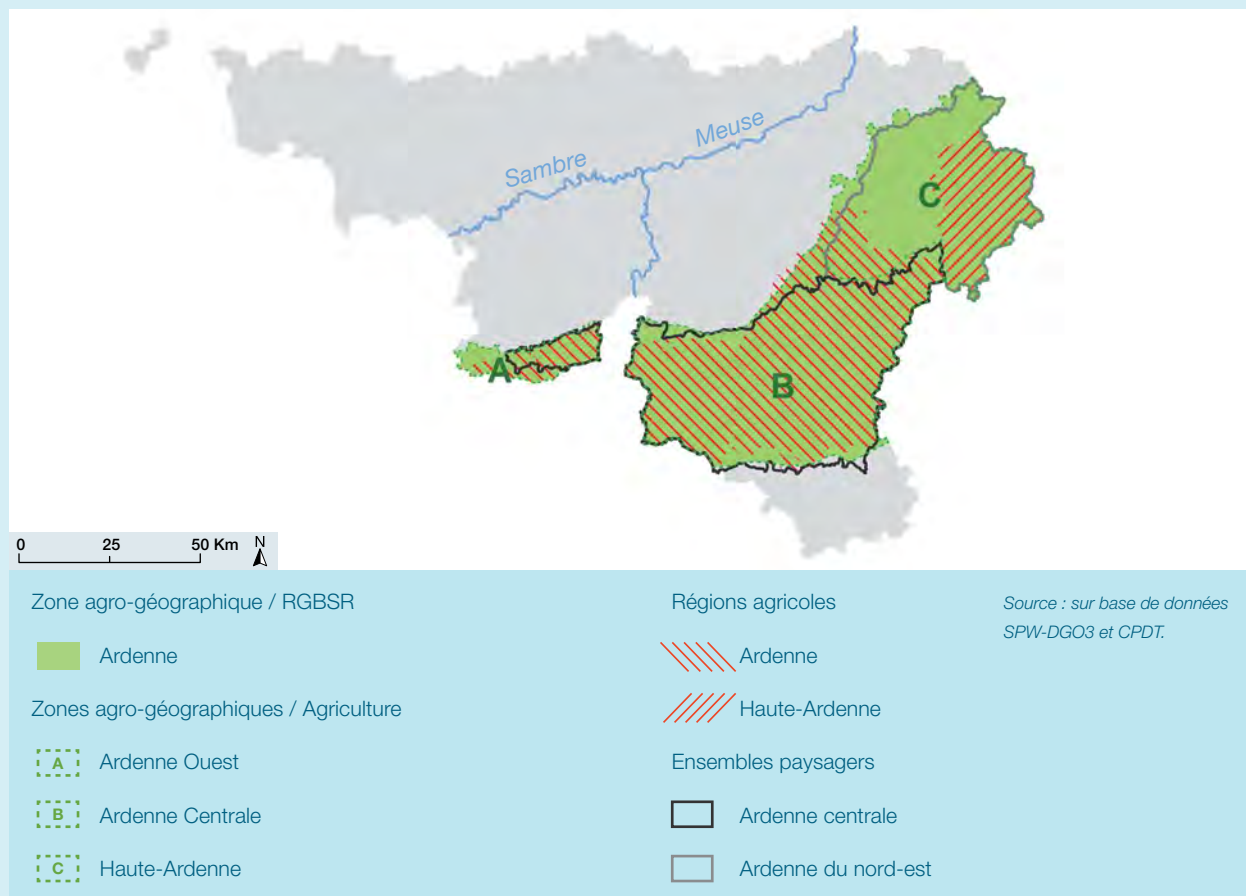 Meuse
Sambre
C
A
B
0 25 50 Km N
Zone agro-géographique / RGBSR
Ardenne
Zones agro-géographiques / Agriculture
A Ardenne Ouest
B Ardenne Centrale
C Haute-Ardenne
Régions agricoles
Ardenne
Haute-Ardenne
Ensembles paysagers
Ardenne centrale
Ardenne du nord-est
Source : sur base de données
SPW-DGO3 et CPDT.